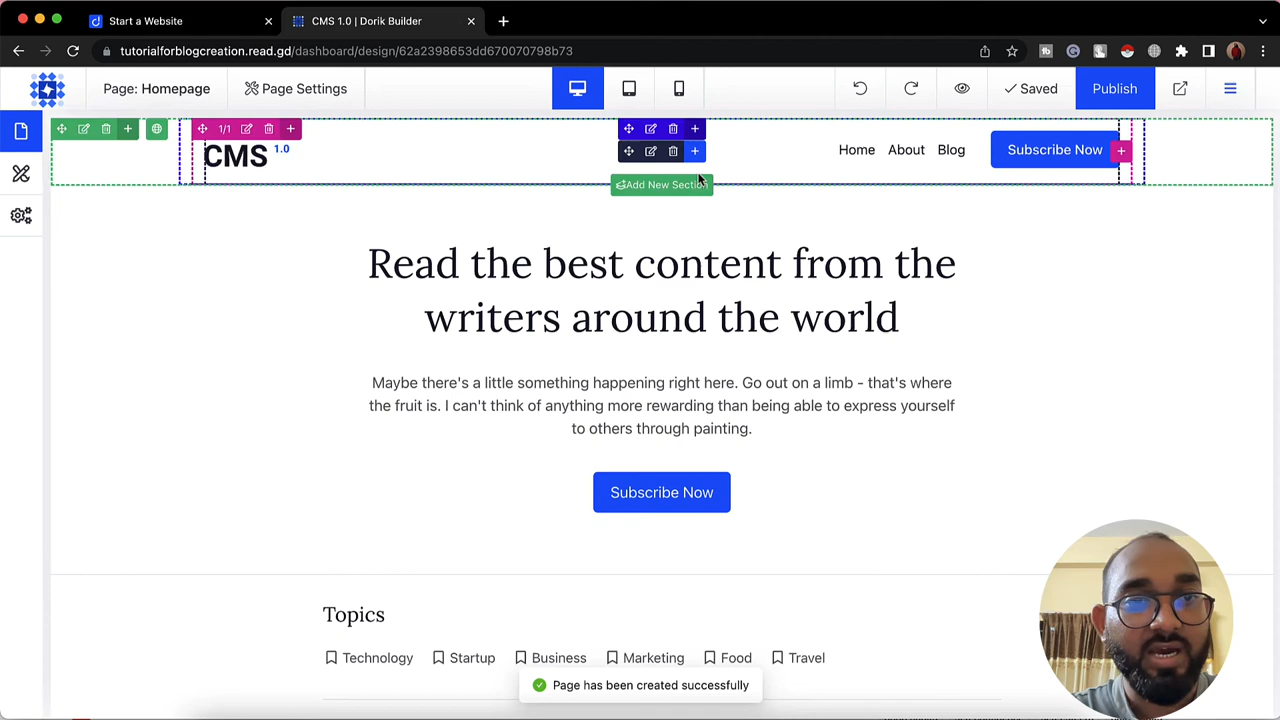 Start a Website
CMS 1.0 | Dorik Builder
tutorialforblogcreation.read.gd/dashboard/design/62a2398653dd670070798b73
Page: Homepage
Page Settings
Saved
Publish
1/1
CMS 1.0
Home About Blog
Subscribe Now
Add New Section
Read the best content from the
writers around the world
Maybe there's a little something happening right here. Go out on a limb - that's where
the fruit is. I can't think of anything more rewarding than being able to express yourself
to others through painting.
Subscribe Now
Topics
Technology Startup Business Marketing Food Travel
Page has been created successfully